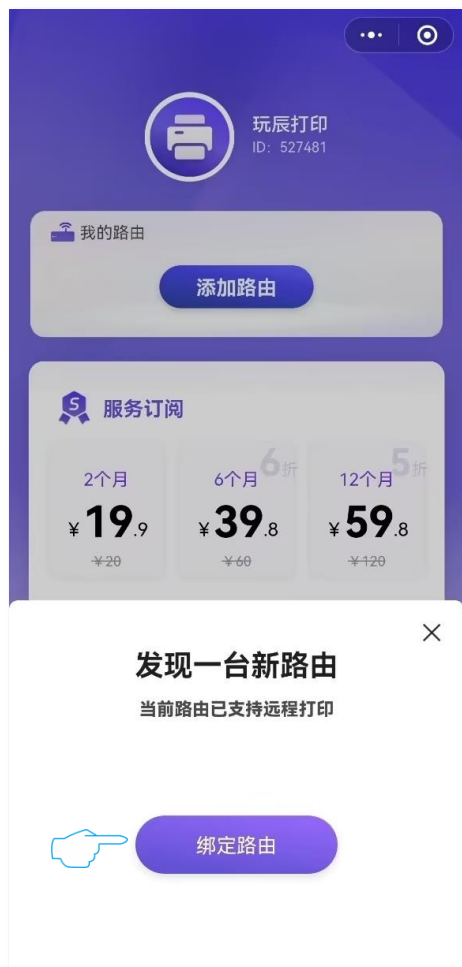 玩辰打印
ID: 527481
我的路由
添加路由
S 服务订阅
2个月
6个月 6折
12个月 5折
¥19.9
¥39.8
¥59.8
¥20
¥60
¥120
发现一台新路由
当前路由已支持远程打印
绑定路由